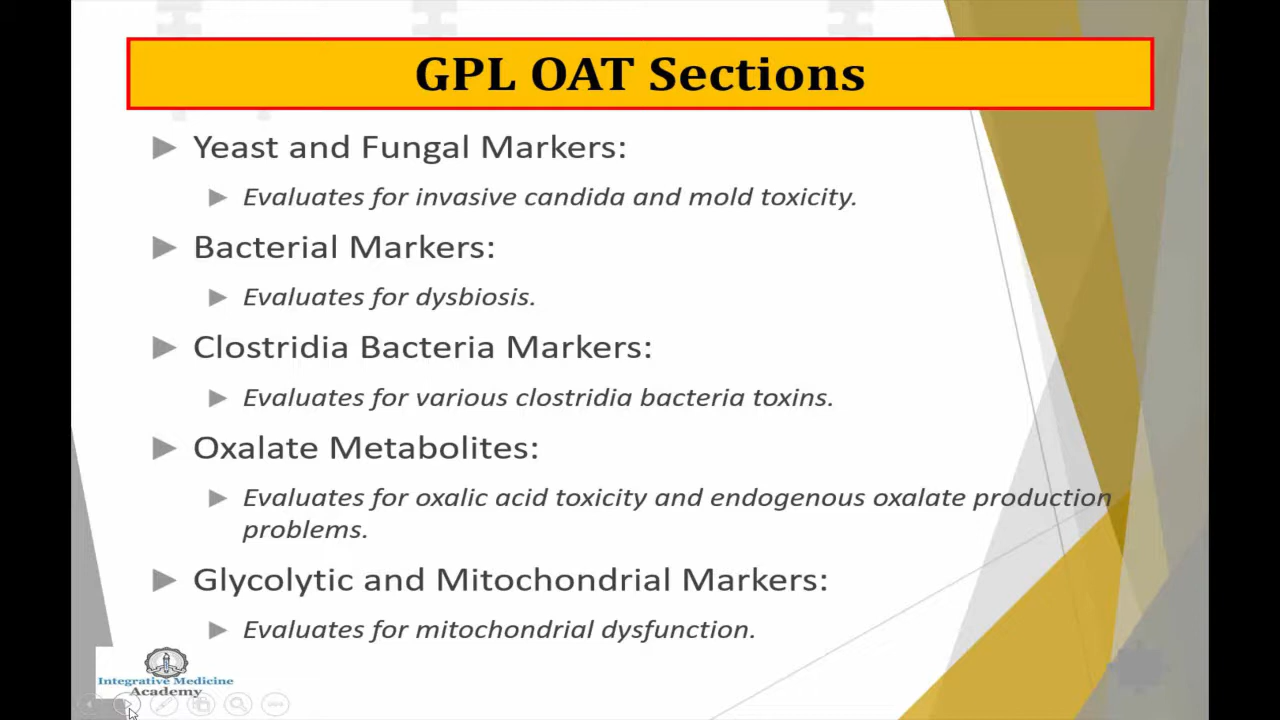 GPL OAT Sections
Yeast and Fungal Markers:
Evaluates for invasive candida and mold toxicity.
Bacterial Markers:
Evaluates for dysbiosis.
Clostridia Bacteria Markers:
Evaluates for various clostridia bacteria toxins.
Oxalate Metabolites:
Evaluates for oxalic acid toxicity and endogenous oxalate production
problems.
Glycolytic and Mitochondrial Markers:
Evaluates for mitochondrial dysfunction.
Integrative Medicine
Academy